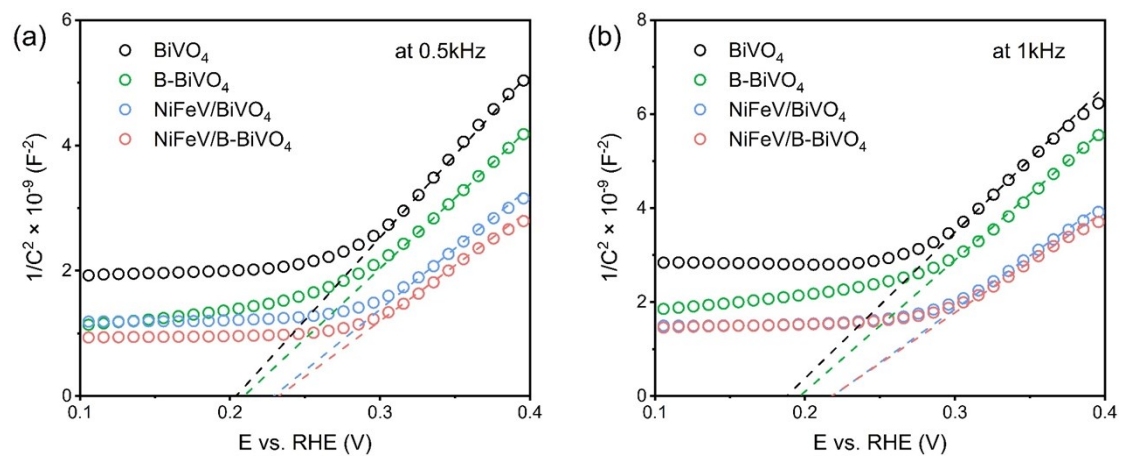 (a)
6
4
2
0
0.1
0.2
0.3
0.4
1/C² × 10⁻⁹ (F⁻²)
E vs. RHE (V)
BiVO₄
B-BiVO₄
NiFeV/BiVO₄
NiFeV/B-BiVO₄
at 0.5kHz
(b)
8
6
4
2
0
0.1
0.2
0.3
0.4
1/C² × 10⁻⁹ (F⁻²)
E vs. RHE (V)
BiVO₄
B-BiVO₄
NiFeV/BiVO₄
NiFeV/B-BiVO₄
at 1kHz